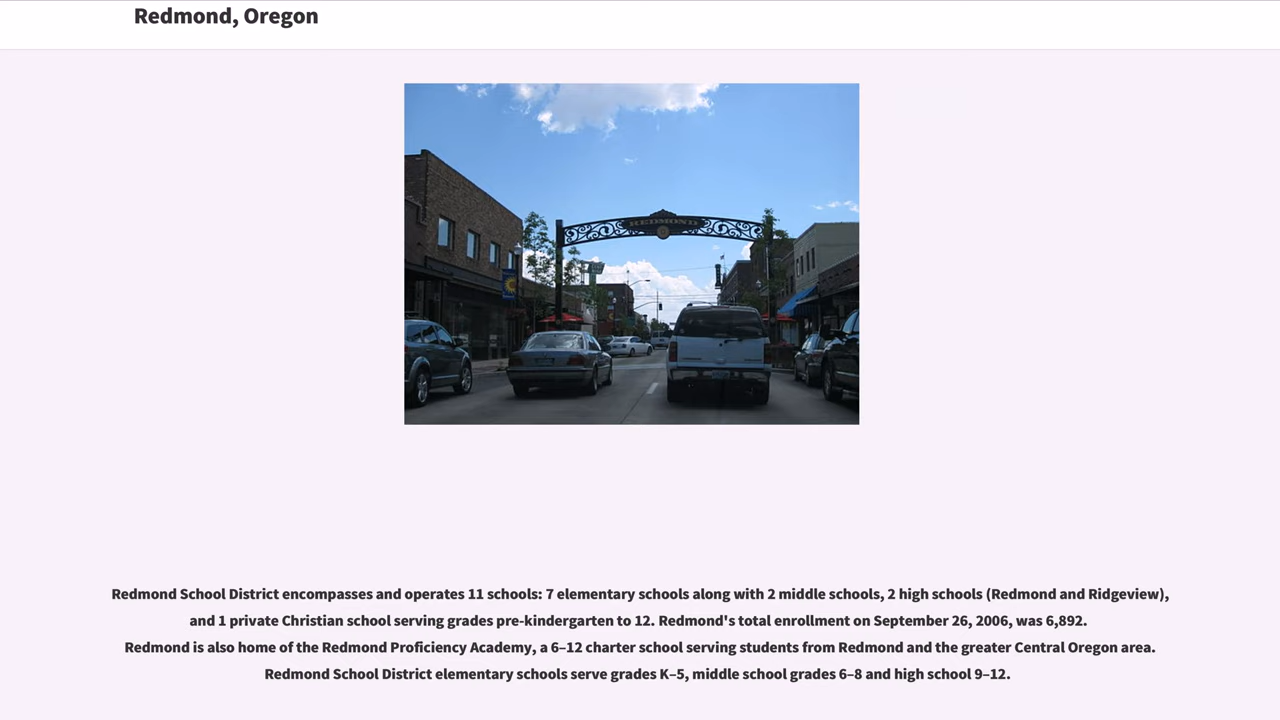 Redmond, Oregon
REDMOND
Redmond School District encompasses and operates 11 schools: 7 elementary schools along with 2 middle schools, 2 high schools (Redmond and Ridgeview),
and 1 private Christian school serving grades pre-kindergarten to 12. Redmond's total enrollment on September 26, 2006, was 6,892.
Redmond is also home of the Redmond Proficiency Academy, a 6–12 charter school serving students from Redmond and the greater Central Oregon area.
Redmond School District elementary schools serve grades K–5, middle school grades 6–8 and high school 9–12.